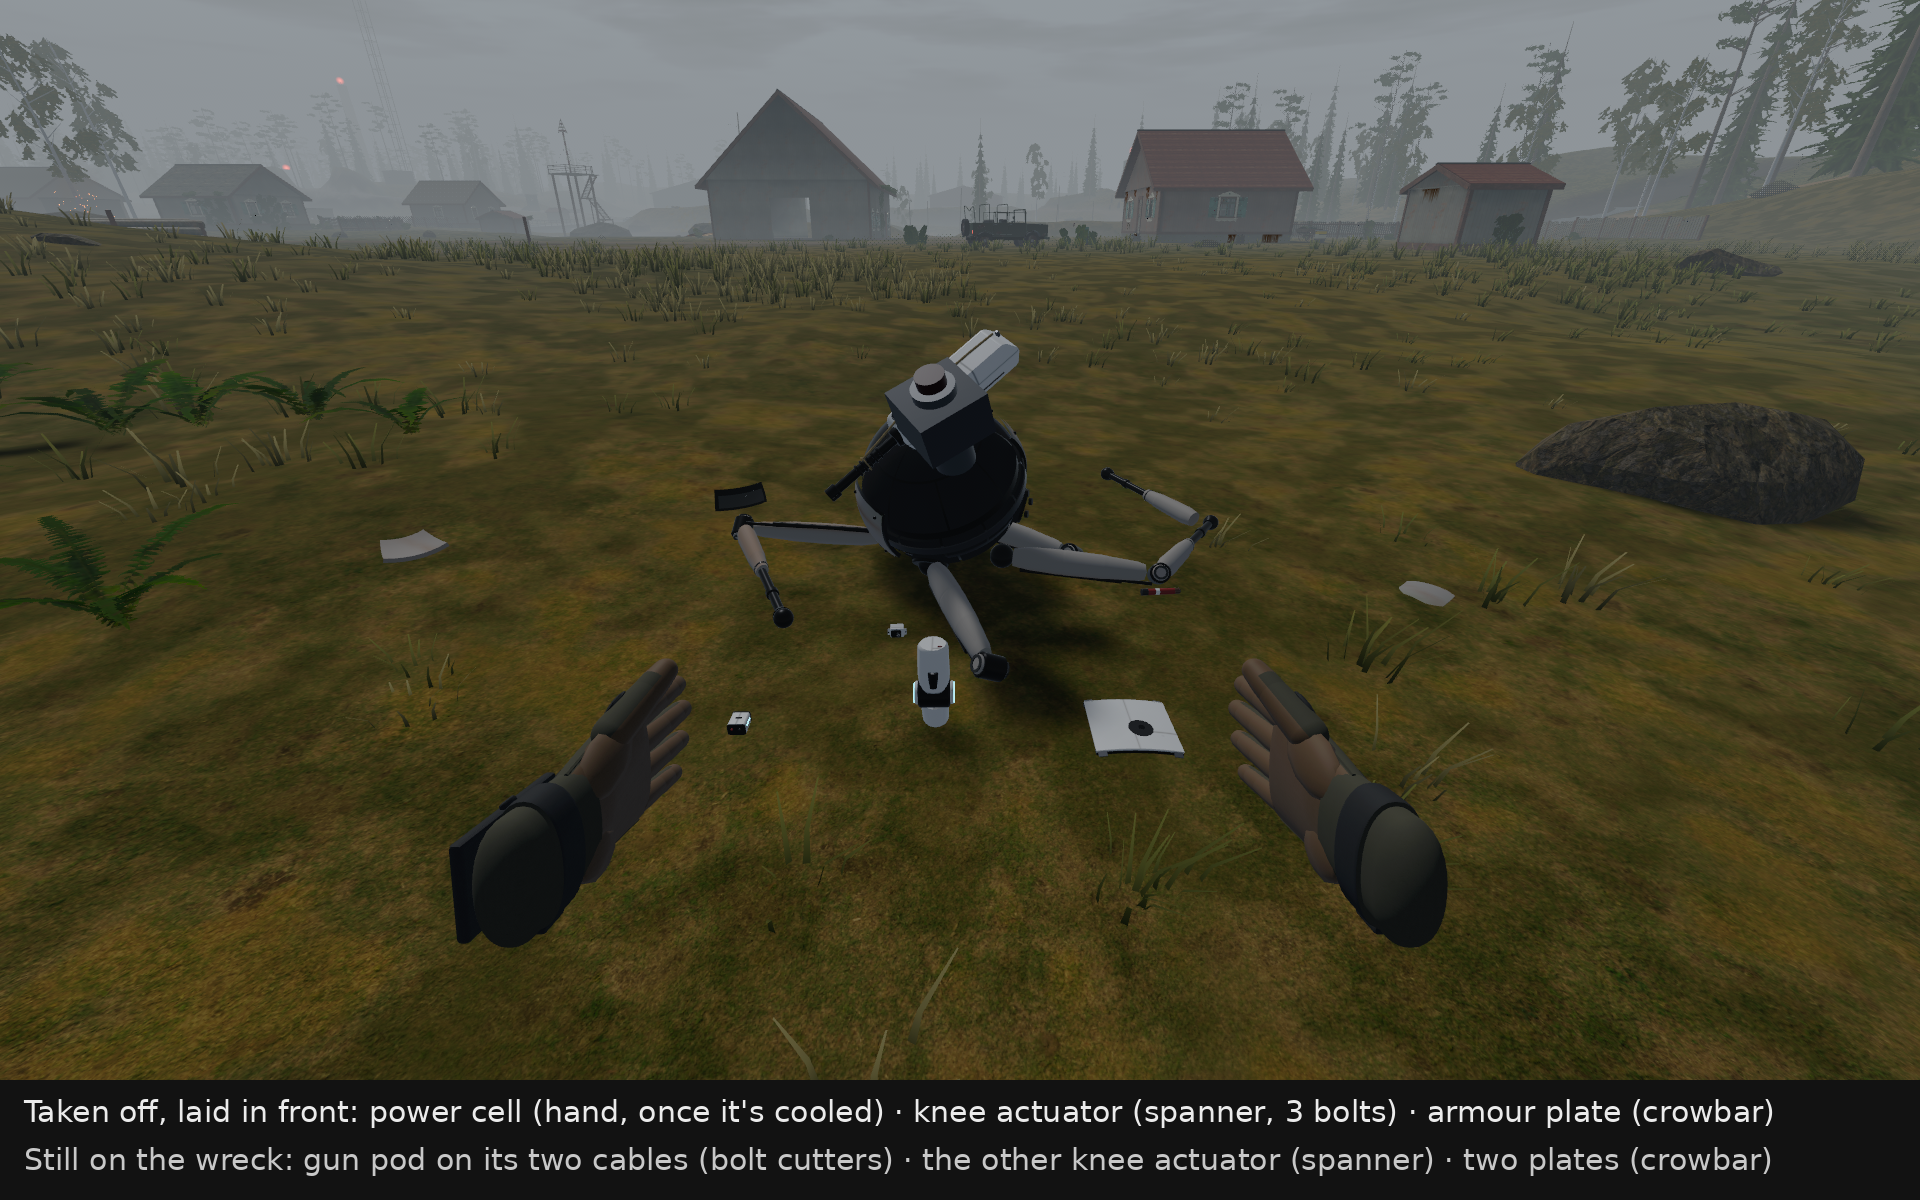 Taken off, laid in front: power cell (hand, once it's cooled) · knee actuator (spanner, 3 bolts) · armour plate (crowbar)
Still on the wreck: gun pod on its two cables (bolt cutters) · the other knee actuator (spanner) · two plates (crowbar)